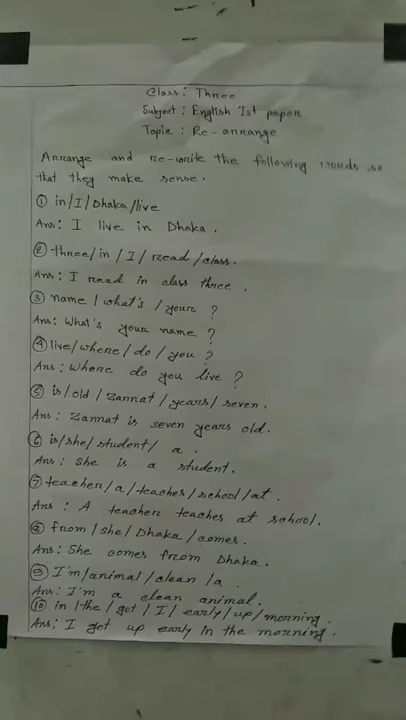 Class: Three
Subject: English 1st paper
Topic: Re-arrange
Arrange and re-write the following words so
that they make sense.
① in/I/Dhaka/live
Ans: I live in Dhaka.
② three/in/I/read/class.
Ans: I read in class three.
③ name/what's/your?
Ans: What's your name?
④ live/where/do/you?
Ans: Where do you live?
⑤ is/old/Zannat/years/seven.
Ans: Zannat is seven years old.
⑥ is/she/student/a.
Ans: She is a student.
⑦ teacher/a/teaches/school/at.
Ans: A teacher teaches at school.
⑧ from/she/Dhaka/comes.
Ans: She comes from Dhaka.
⑨ I'm/animal/clean/a.
Ans: I'm a clean animal.
⑩ in/the/get/I/early/up/morning.
Ans: I get up early in the morning.